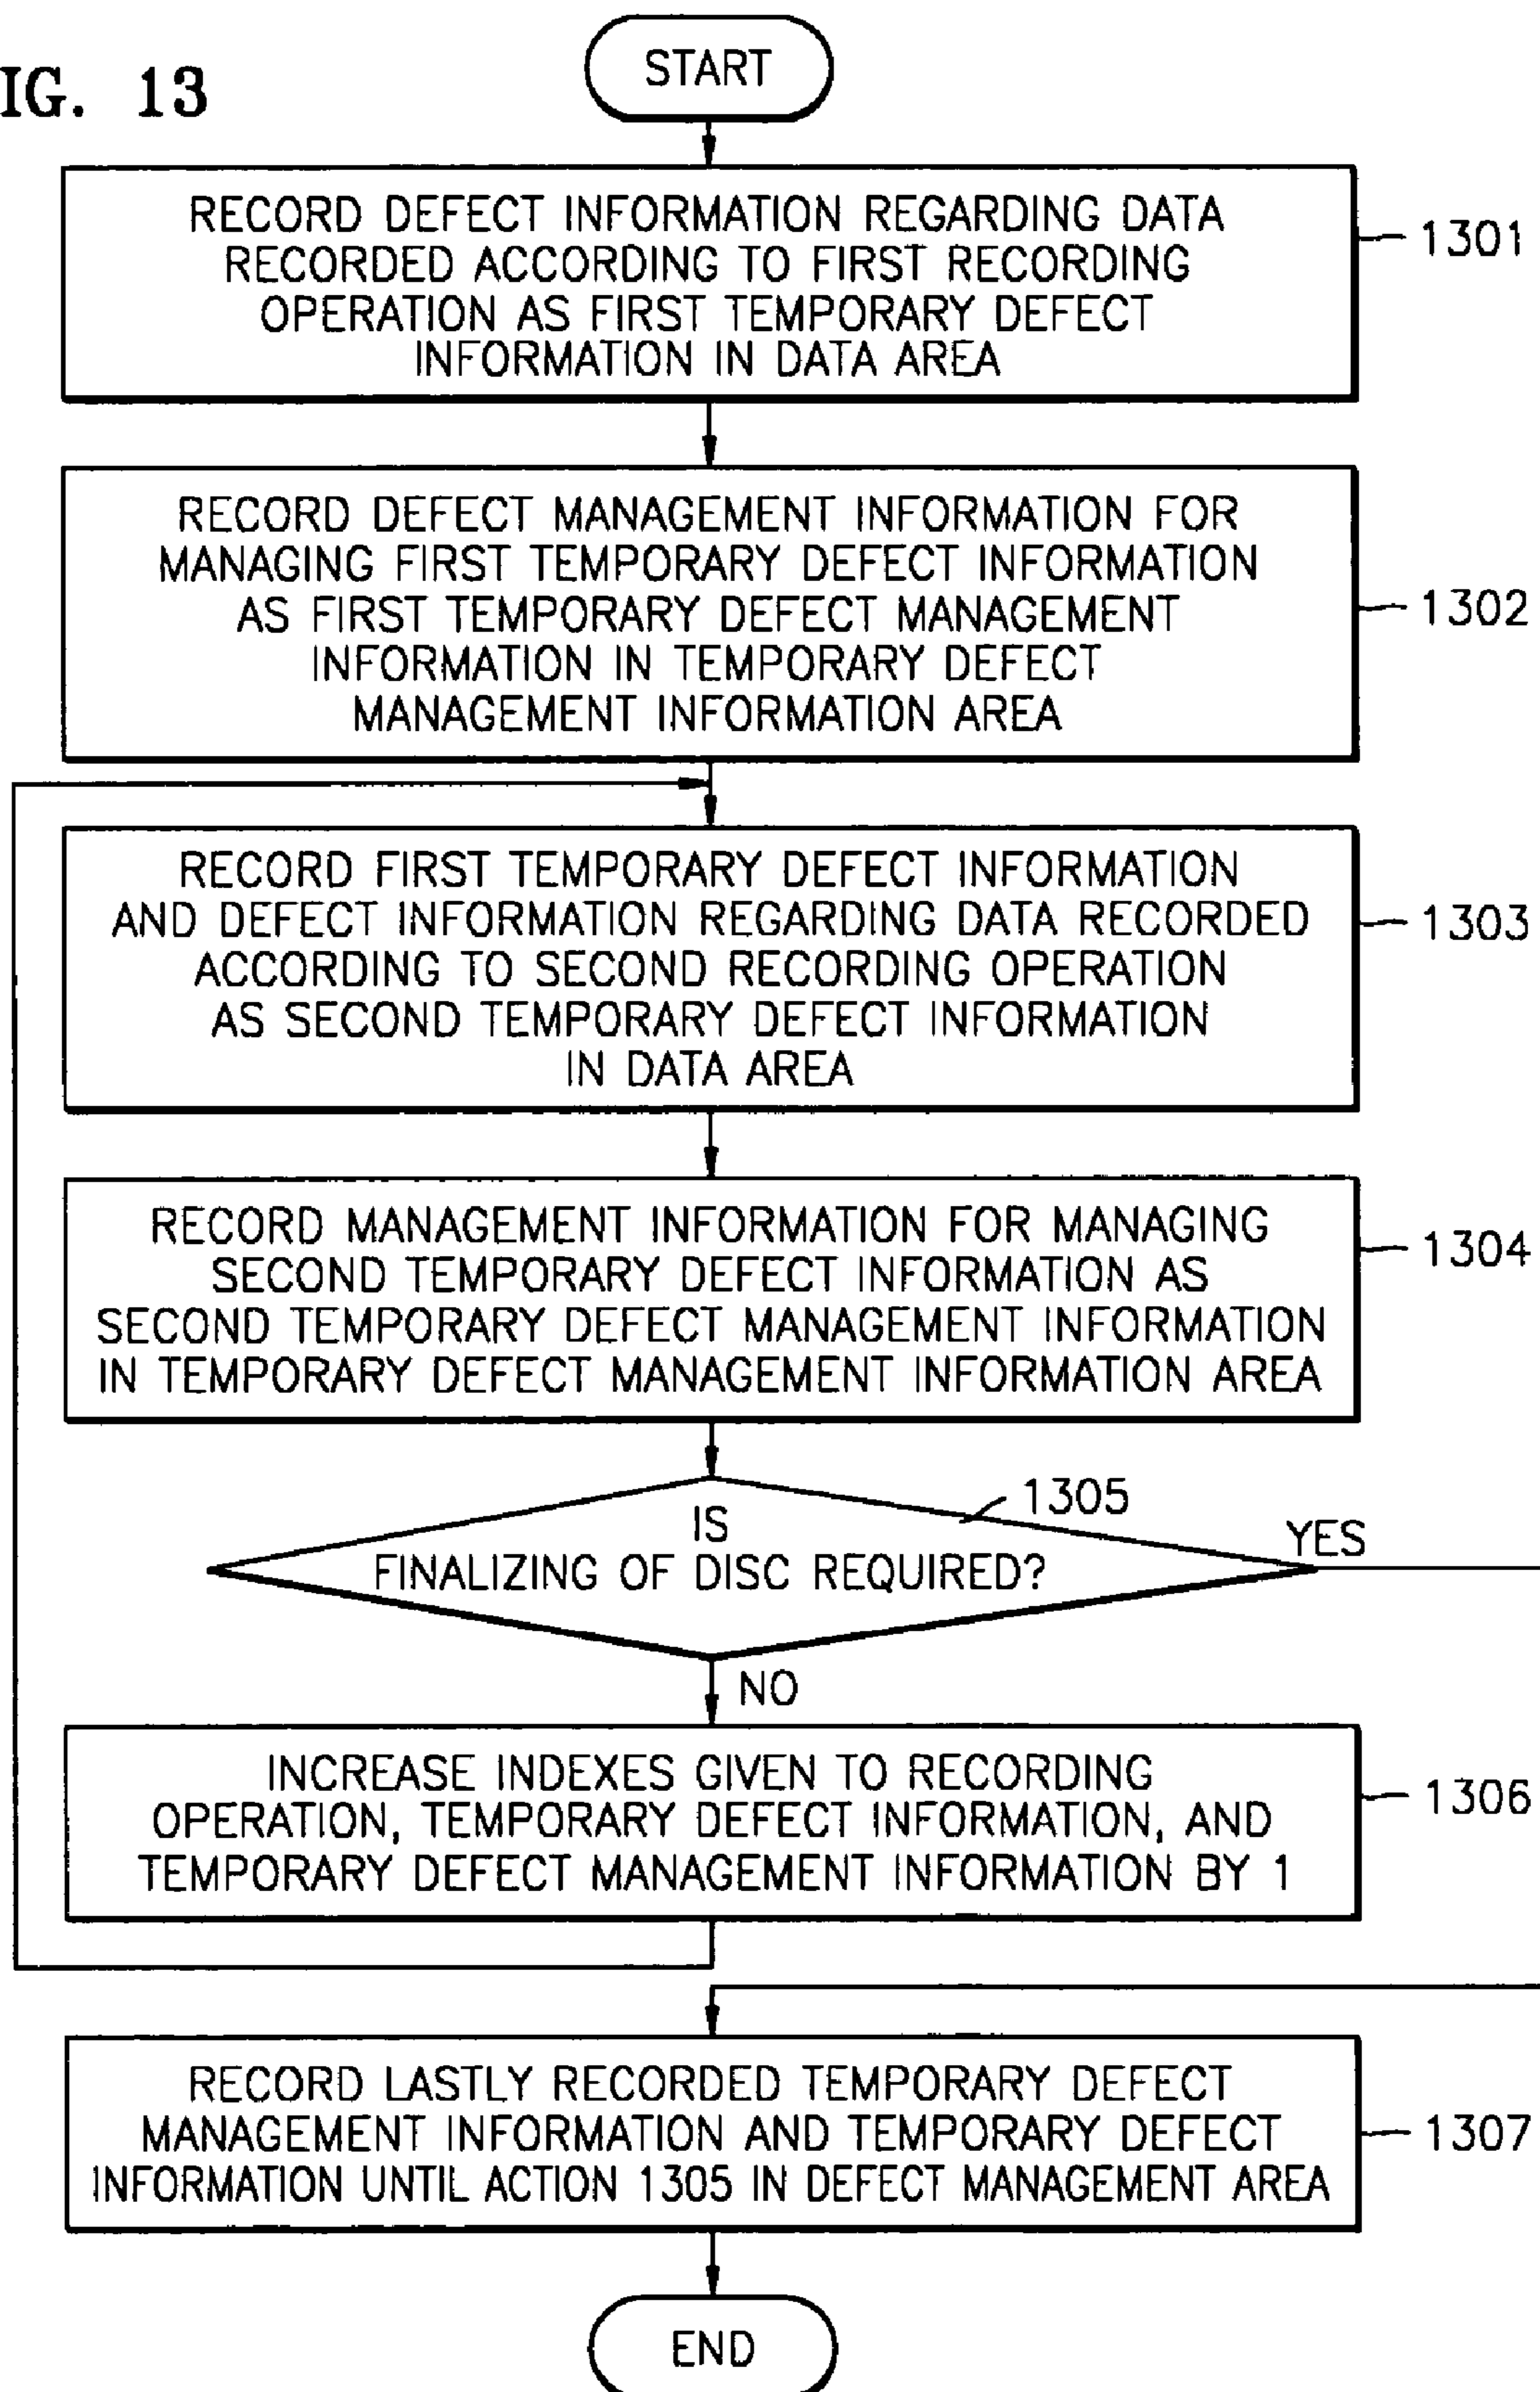 IG. 13
START
RECORD DEFECT INFORMATION REGARDING DATA
RECORDED ACCORDING TO FIRST RECORDING
OPERATION AS FIRST TEMPORARY DEFECT
INFORMATION IN DATA AREA
1301
RECORD DEFECT MANAGEMENT INFORMATION FOR
MANAGING FIRST TEMPORARY DEFECT INFORMATION
AS FIRST TEMPORARY DEFECT MANAGEMENT
INFORMATION IN TEMPORARY DEFECT
MANAGEMENT INFORMATION AREA
1302
RECORD FIRST TEMPORARY DEFECT INFORMATION
AND DEFECT INFORMATION REGARDING DATA RECORDED
ACCORDING TO SECOND RECORDING OPERATION
AS SECOND TEMPORARY DEFECT INFORMATION
IN DATA AREA
1303
RECORD MANAGEMENT INFORMATION FOR MANAGING
SECOND TEMPORARY DEFECT INFORMATION AS
SECOND TEMPORARY DEFECT MANAGEMENT INFORMATION
IN TEMPORARY DEFECT MANAGEMENT INFORMATION AREA
1304
1305
IS
FINALIZING OF DISC REQUIRED?
YES
NO
INCREASE INDEXES GIVEN TO RECORDING
OPERATION, TEMPORARY DEFECT INFORMATION, AND
TEMPORARY DEFECT MANAGEMENT INFORMATION BY 1
1306
RECORD LASTLY RECORDED TEMPORARY DEFECT
MANAGEMENT INFORMATION AND TEMPORARY DEFECT
INFORMATION UNTIL ACTION 1305 IN DEFECT MANAGEMENT AREA
1307
END